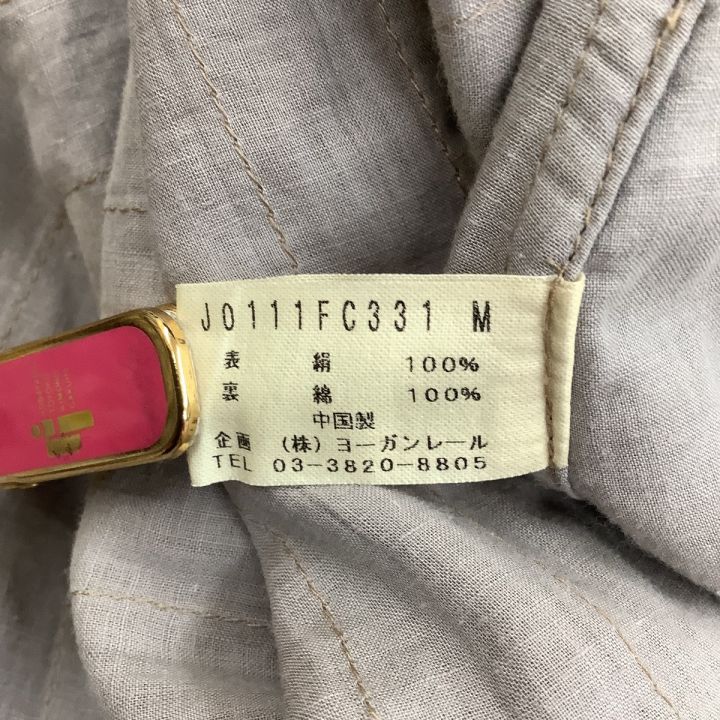 J0111FC331 M
表 絹 100%
裏 綿 100%
中国製
企画 (株) ヨーガンレール
TEL 03-3820-8805